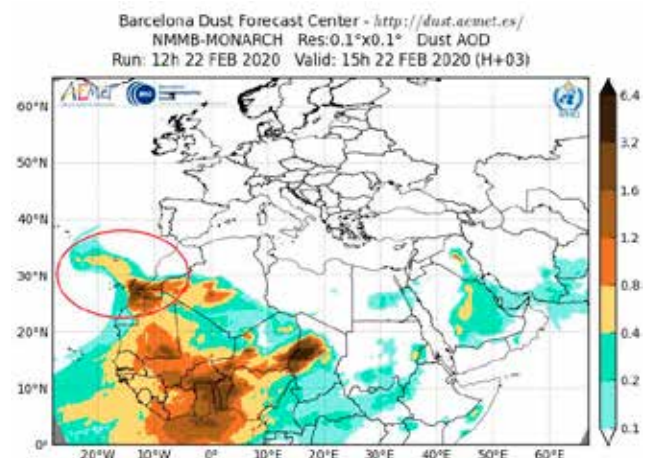 Barcelona Dust Forecast Center - http://dust.aemet.es/
NMMB-MONARCH Res:0.1°x0.1° Dust AOD
Run: 12h 22 FEB 2020 Valid: 15h 22 FEB 2020 (H+03)
AEMet
WMO
60°N
50°N
40°N
30°N
20°N
10°N
0°
20°W 10°W 0° 10°E 20°E 30°E 40°E 50°E 60°E
6.4
3.2
1.6
1.2
0.8
0.4
0.2
0.1